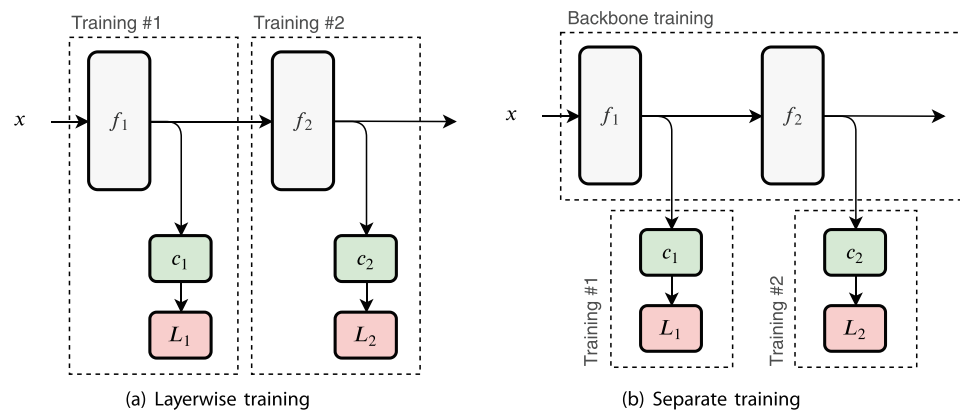 Training #1
Training #2
x
f1
f2
c1
c2
L1
L2
(a) Layerwise training
Backbone training
x
f1
f2
Training #1
c1
L1
Training #2
c2
L2
(b) Separate training